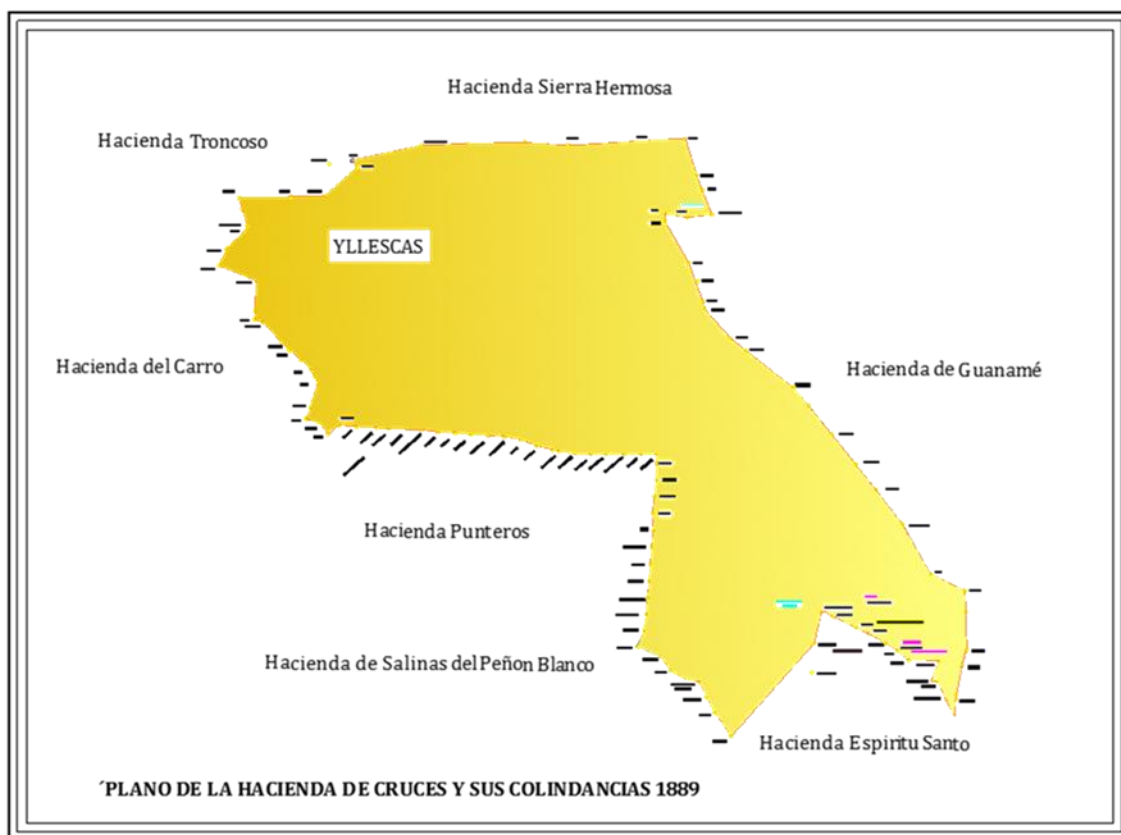 Hacienda Sierra Hermosa
Hacienda Troncoso
YLLESCAS
Hacienda del Carro
Hacienda de Guanamé
Hacienda Punteros
Hacienda de Salinas del Peñon Blanco
Hacienda Espiritu Santo
´PLANO DE LA HACIENDA DE CRUCES Y SUS COLINDANCIAS 1889